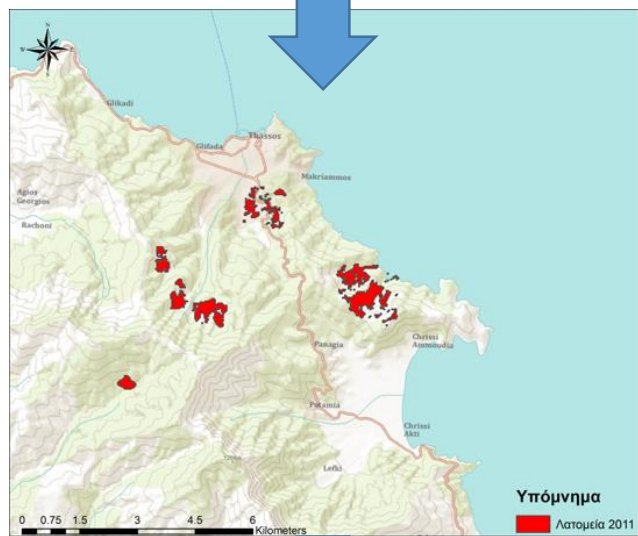 N
W
E
S
Glikadi
Glifada
Thassos
Makriammos
Agios
Georgios
Rachoni
Panagia
Chrissi
Ammoudia
Potamia
Chrissi
Akti
Lefki
Υπόμνημα
Λατομεία 2011
0 0.75 1.5 3 4.5 6
Kilometers